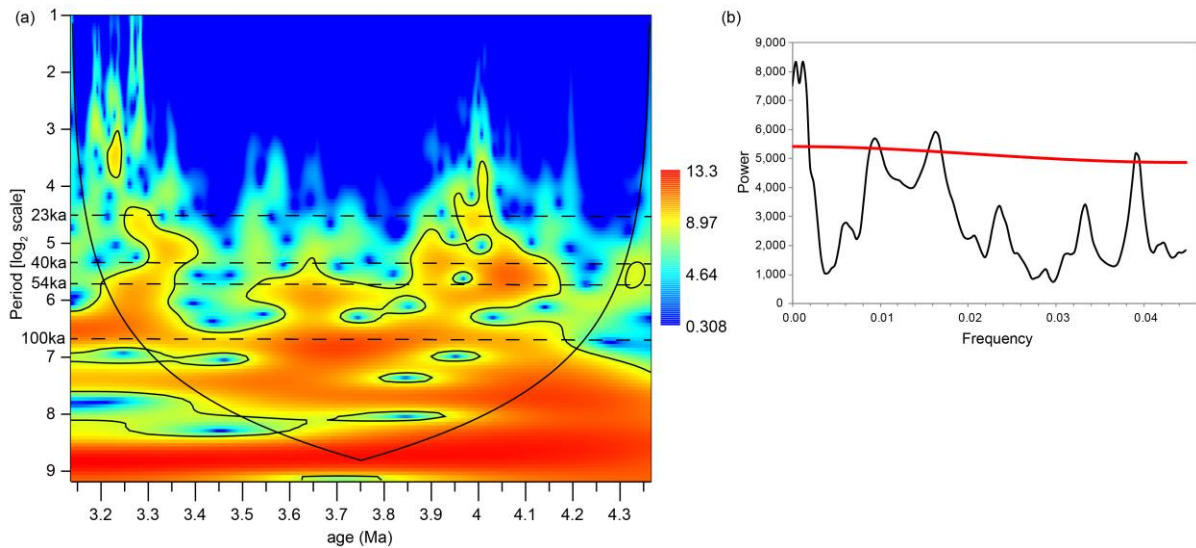 (a)
1
2
3
4
23ka
5
40ka
54ka
6
100ka
7
8
9
Period [log2 scale]
3.2 3.3 3.4 3.5 3.6 3.7 3.8 3.9 4 4.1 4.2 4.3
age (Ma)
13.3
8.97
4.64
0.308
(b)
9,000
8,000
7,000
6,000
5,000
4,000
3,000
2,000
1,000
0
Power
0.00 0.01 0.02 0.03 0.04
Frequency